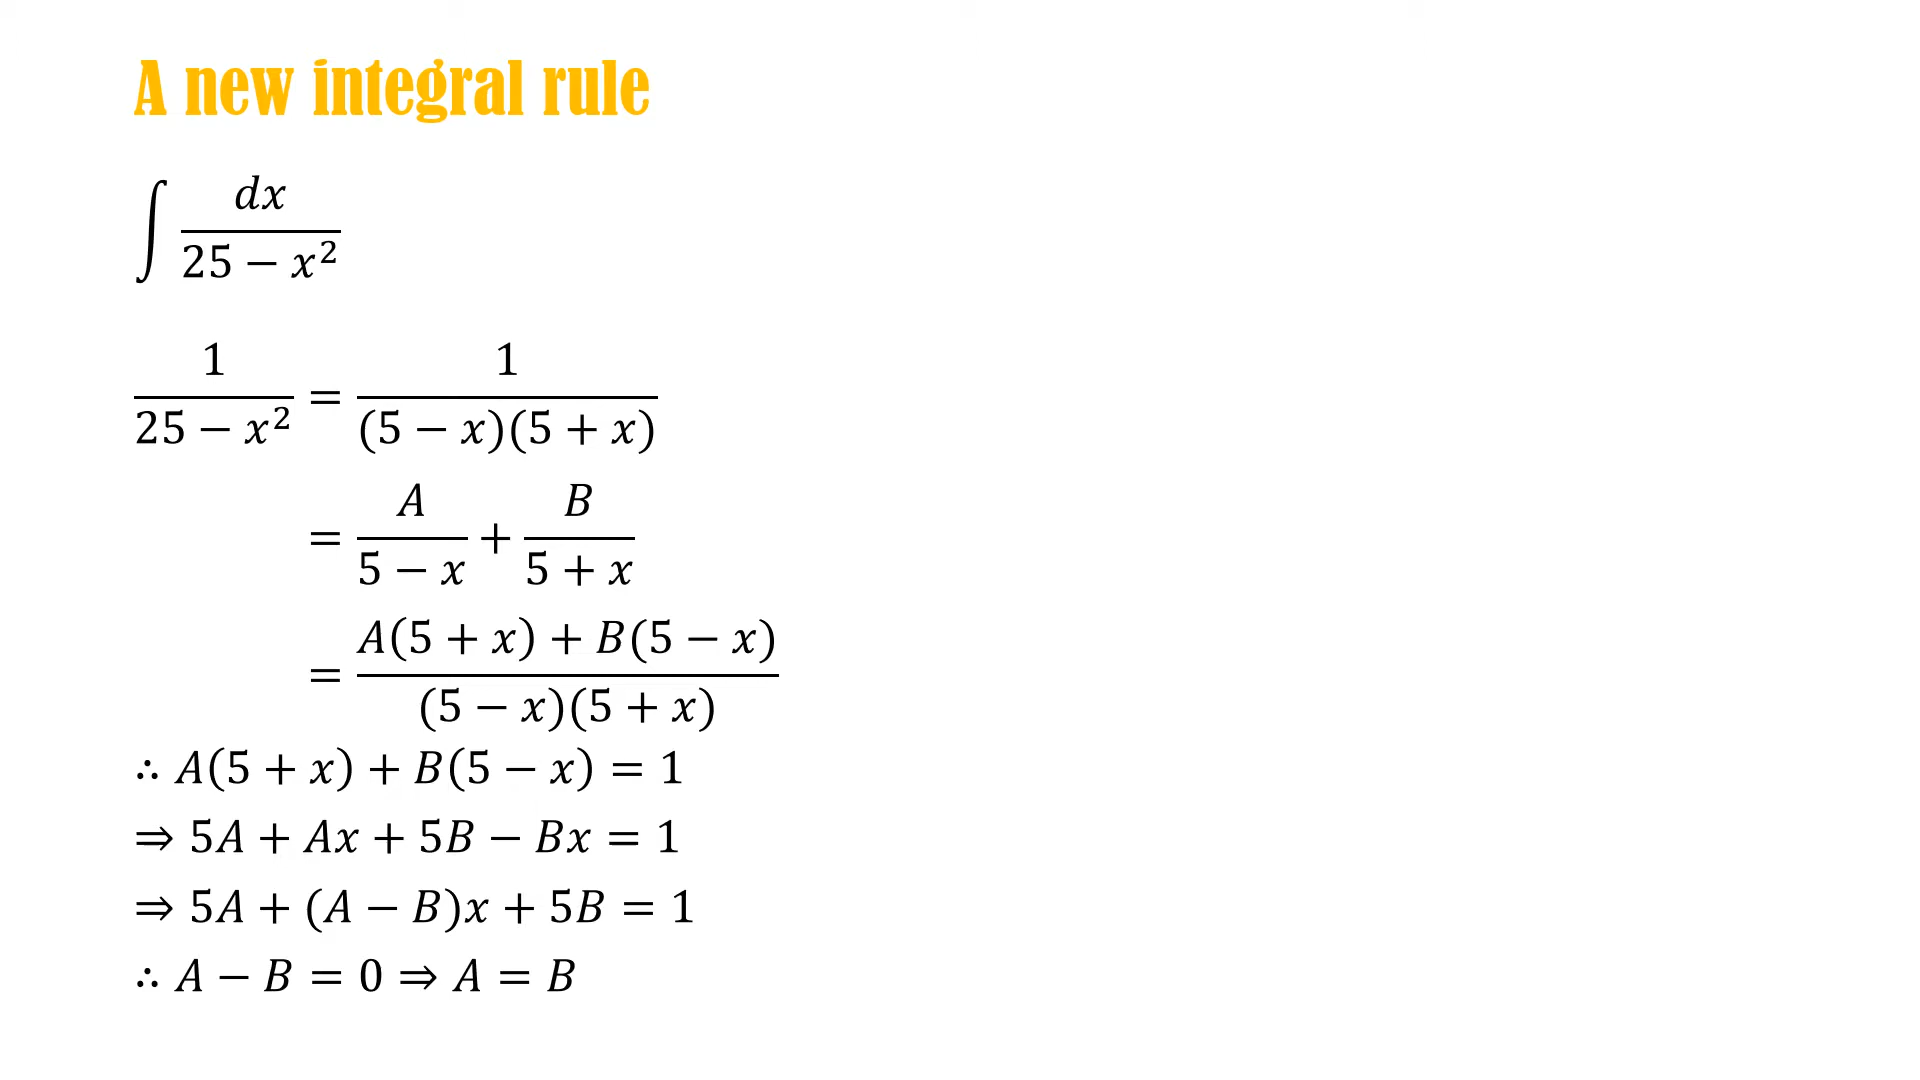 A new integral rule
∫ dx / (25 − x²)
1 / (25 − x²) = 1 / ((5 − x)(5 + x))
= A / (5 − x) + B / (5 + x)
= (A(5 + x) + B(5 − x)) / ((5 − x)(5 + x))
∴ A(5 + x) + B(5 − x) = 1
⇒ 5A + Ax + 5B − Bx = 1
⇒ 5A + (A − B)x + 5B = 1
∴ A − B = 0 ⇒ A = B